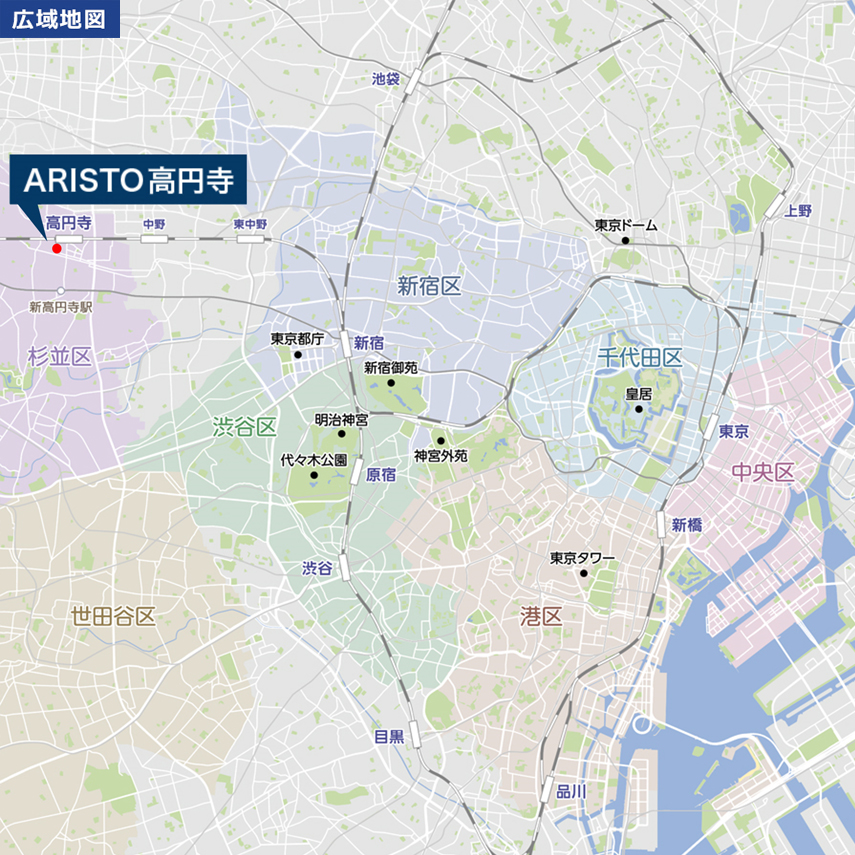 広域地図
池袋
ARISTO高円寺
高円寺
中野
東中野
上野
東京ドーム
新宿区
新高円寺駅
東京都庁
新宿
杉並区
新宿御苑
千代田区
皇居
渋谷区
明治神宮
東京
神宮外苑
代々木公園
原宿
中央区
新橋
渋谷
東京タワー
世田谷区
港区
目黒
品川